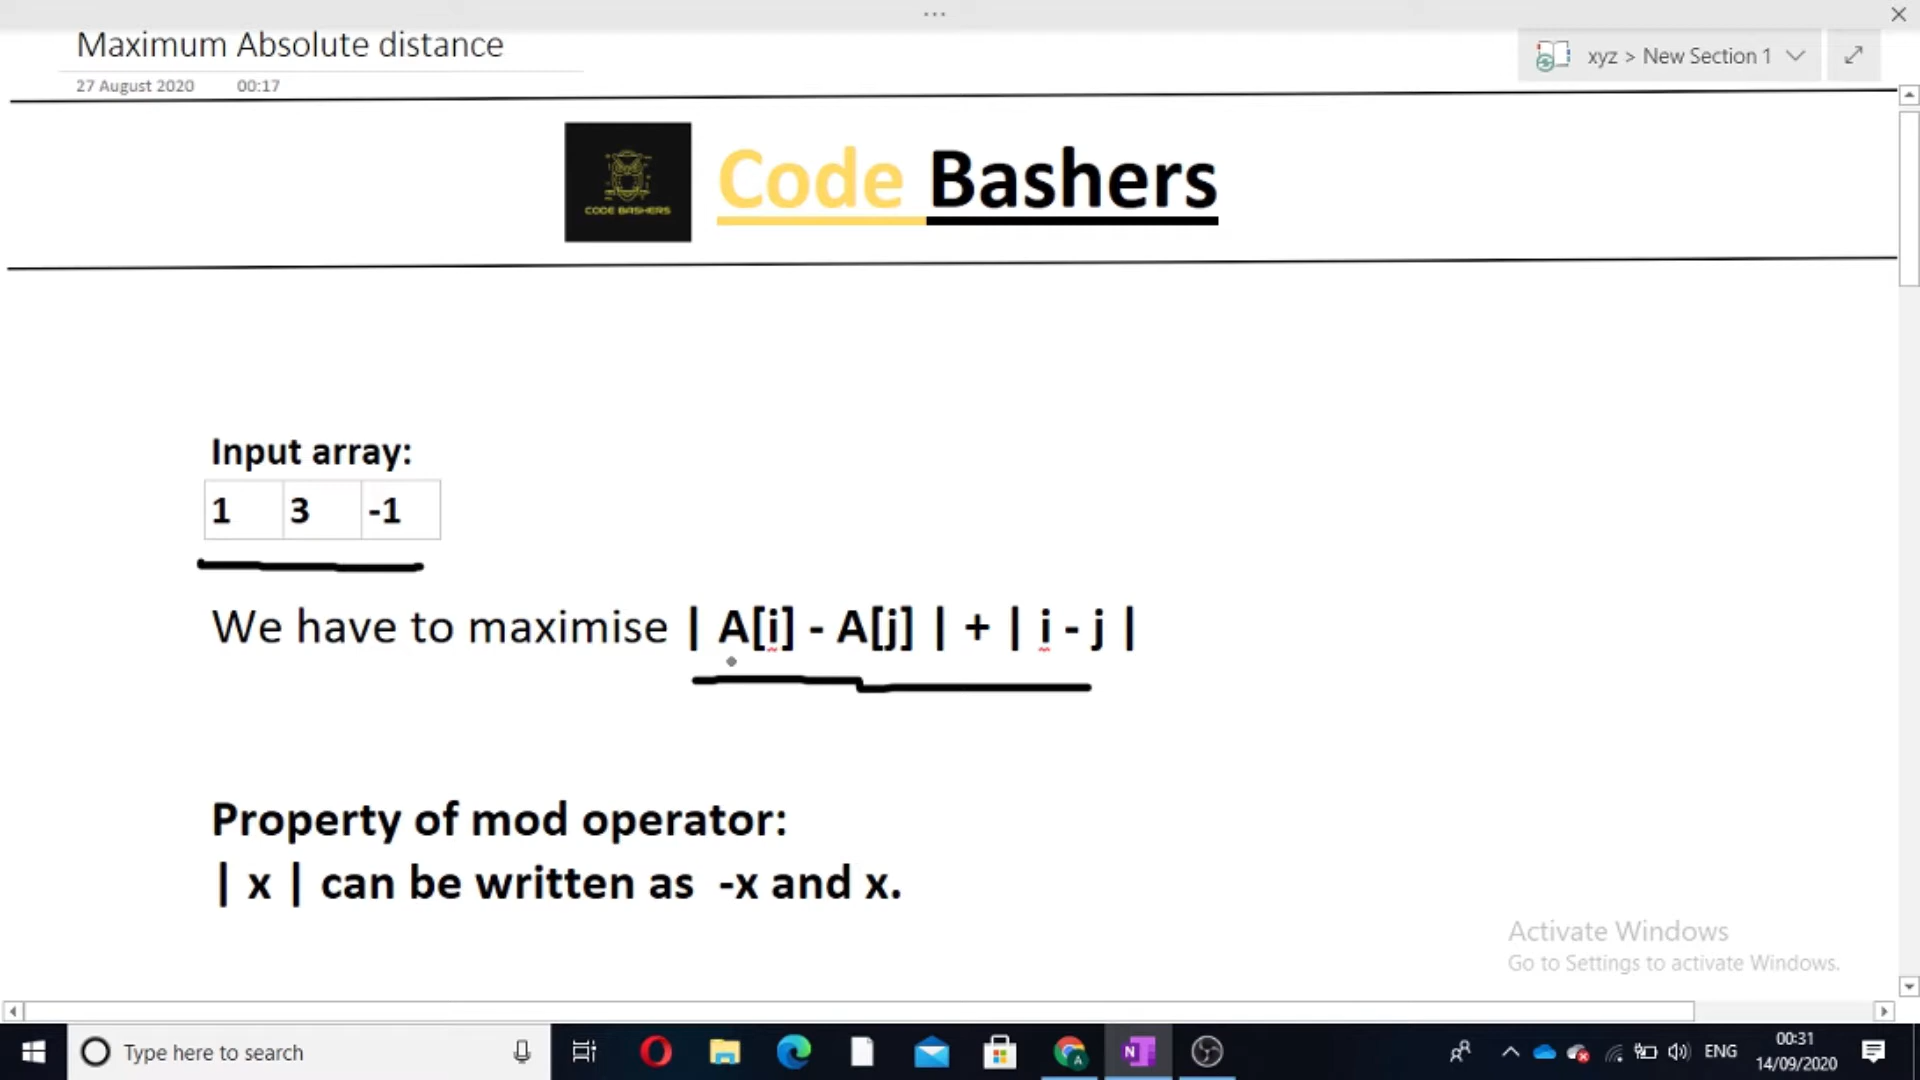 Maximum Absolute distance
xyz > New Section 1
27 August 2020 00:17
CODE BASHERS
Code Bashers
Input array:
1 3 -1
We have to maximise | A[i] - A[j] | + | i - j |
Property of mod operator:
| x | can be written as -x and x.
Activate Windows
Go to Settings to activate Windows.
Type here to search
ENG
00:31
14/09/2020